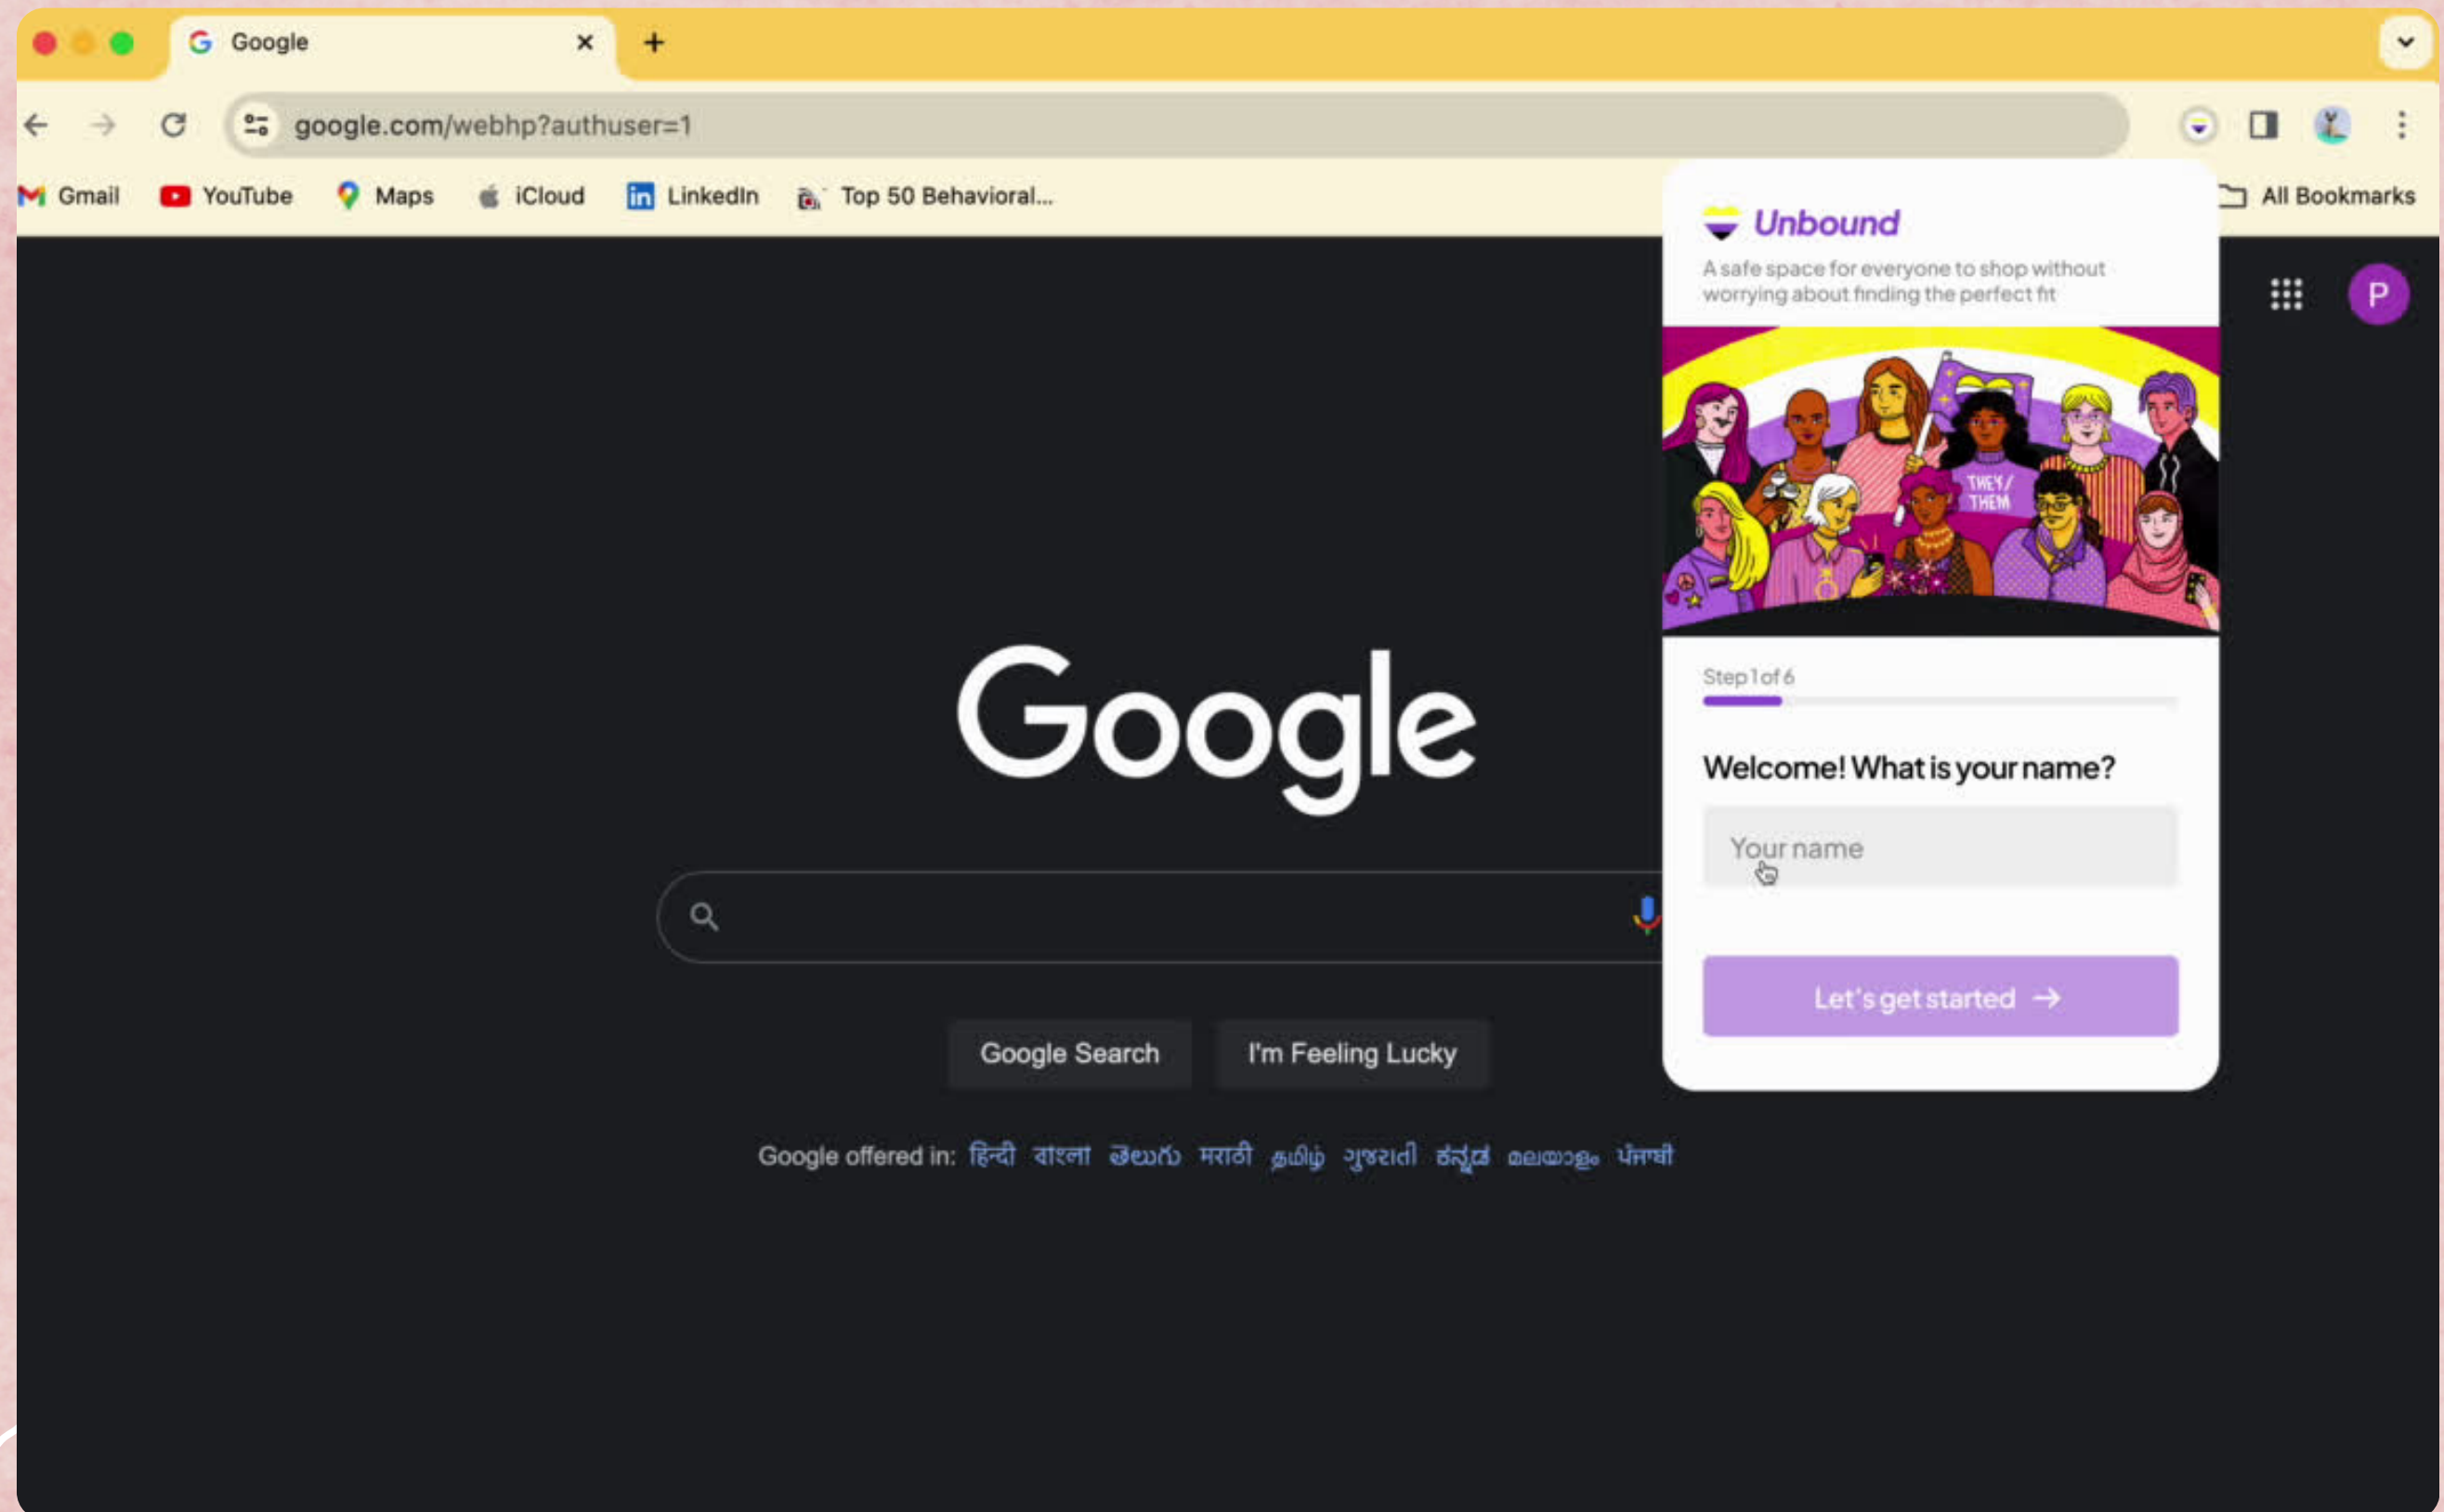 Google
google.com/webhp?authuser=1
Gmail YouTube Maps iCloud LinkedIn Top 50 Behavioral... All Bookmarks
Unbound
A safe space for everyone to shop without
worrying about finding the perfect fit
P
THEY/
THEM
Step 1 of 6
Welcome! What is your name?
Your name
Let's get started →
Google
Google Search I'm Feeling Lucky
Google offered in: हिन्दी বাংলা తెలుగు मराठी தமிழ் ગુજરાતી ಕನ್ನಡ മലയാളം ਪੰਜਾਬੀ